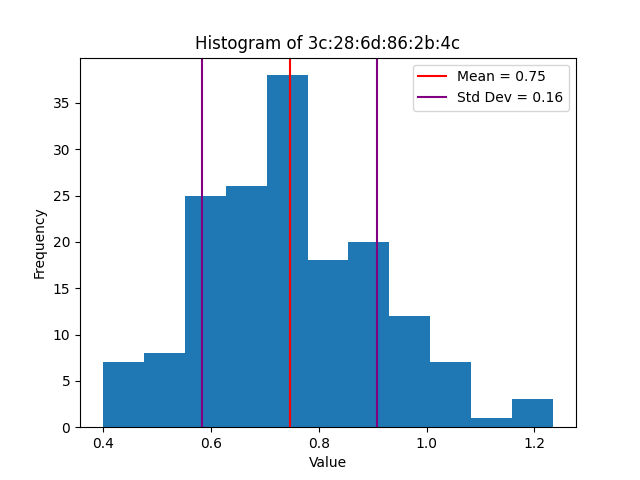 Histogram of 3c:28:6d:86:2b:4c
Mean = 0.75
Std Dev = 0.16
Frequency
35
30
25
20
15
10
5
0
0.4 0.6 0.8 1.0 1.2
Value